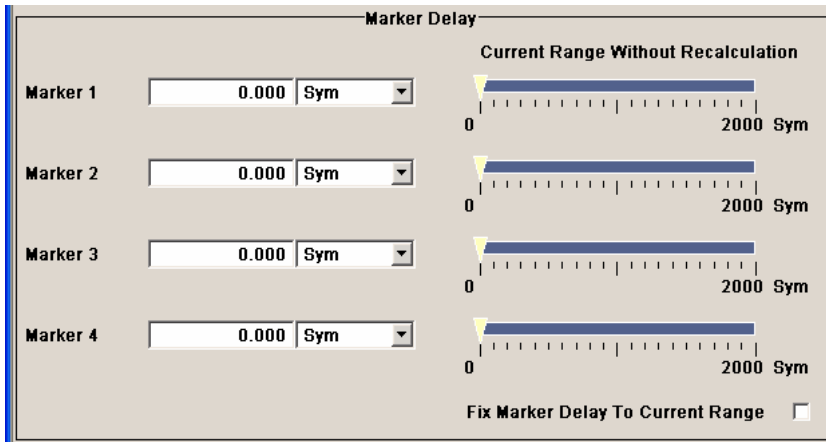 Marker Delay
Current Range Without Recalculation
Marker 1 0.000 Sym
0 2000 Sym
Marker 2 0.000 Sym
0 2000 Sym
Marker 3 0.000 Sym
0 2000 Sym
Marker 4 0.000 Sym
0 2000 Sym
Fix Marker Delay To Current Range